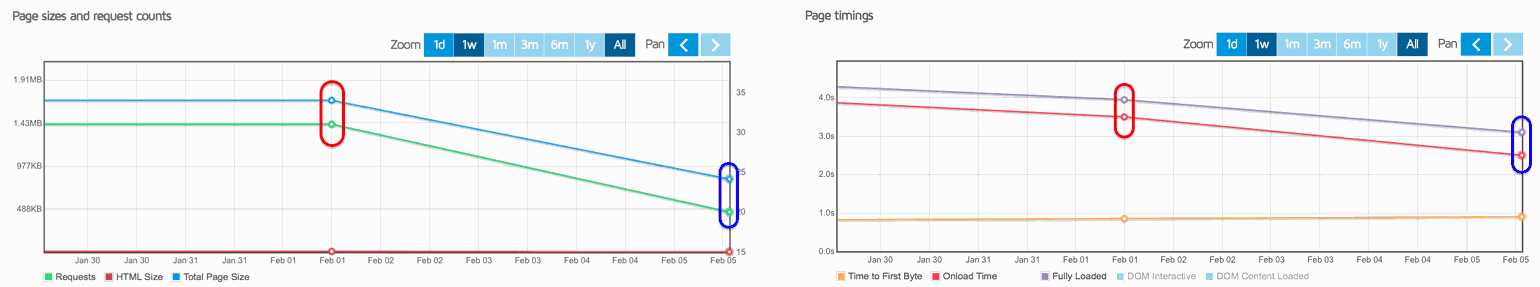 Page sizes and request counts
Zoom 1d 1w 1m 3m 6m 1y All Pan
1.91MB
1.43MB
977KB
488KB
35
30
25
20
15
Jan 30 Jan 30 Jan 31 Jan 31 Feb 01 Feb 01 Feb 02 Feb 02 Feb 03 Feb 03 Feb 04 Feb 04 Feb 05 Feb 05
Requests HTML Size Total Page Size
Page timings
Zoom 1d 1w 1m 3m 6m 1y All Pan
4.0s
3.0s
2.0s
1.0s
0.0s
Jan 30 Jan 30 Jan 31 Jan 31 Feb 01 Feb 01 Feb 02 Feb 02 Feb 03 Feb 03 Feb 04 Feb 04 Feb 05 Feb 05
Time to First Byte Onload Time Fully Loaded DOM Interactive DOM Content Loaded